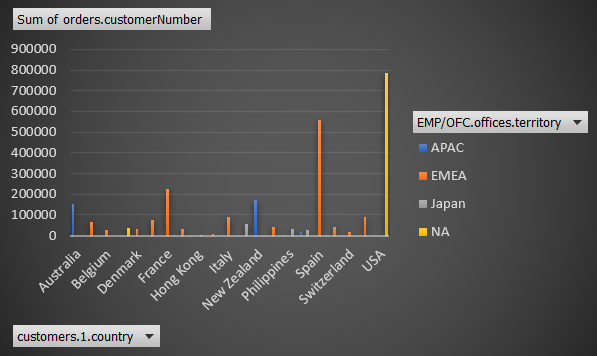 Sum of orders.customerNumber
900000
800000
700000
600000
500000
400000
300000
200000
100000
0
Australia
Belgium
Denmark
France
Hong Kong
Italy
New Zealand
Philippines
Spain
Switzerland
USA
EMP/OFC.offices.territory
APAC
EMEA
Japan
NA
customers.1.country